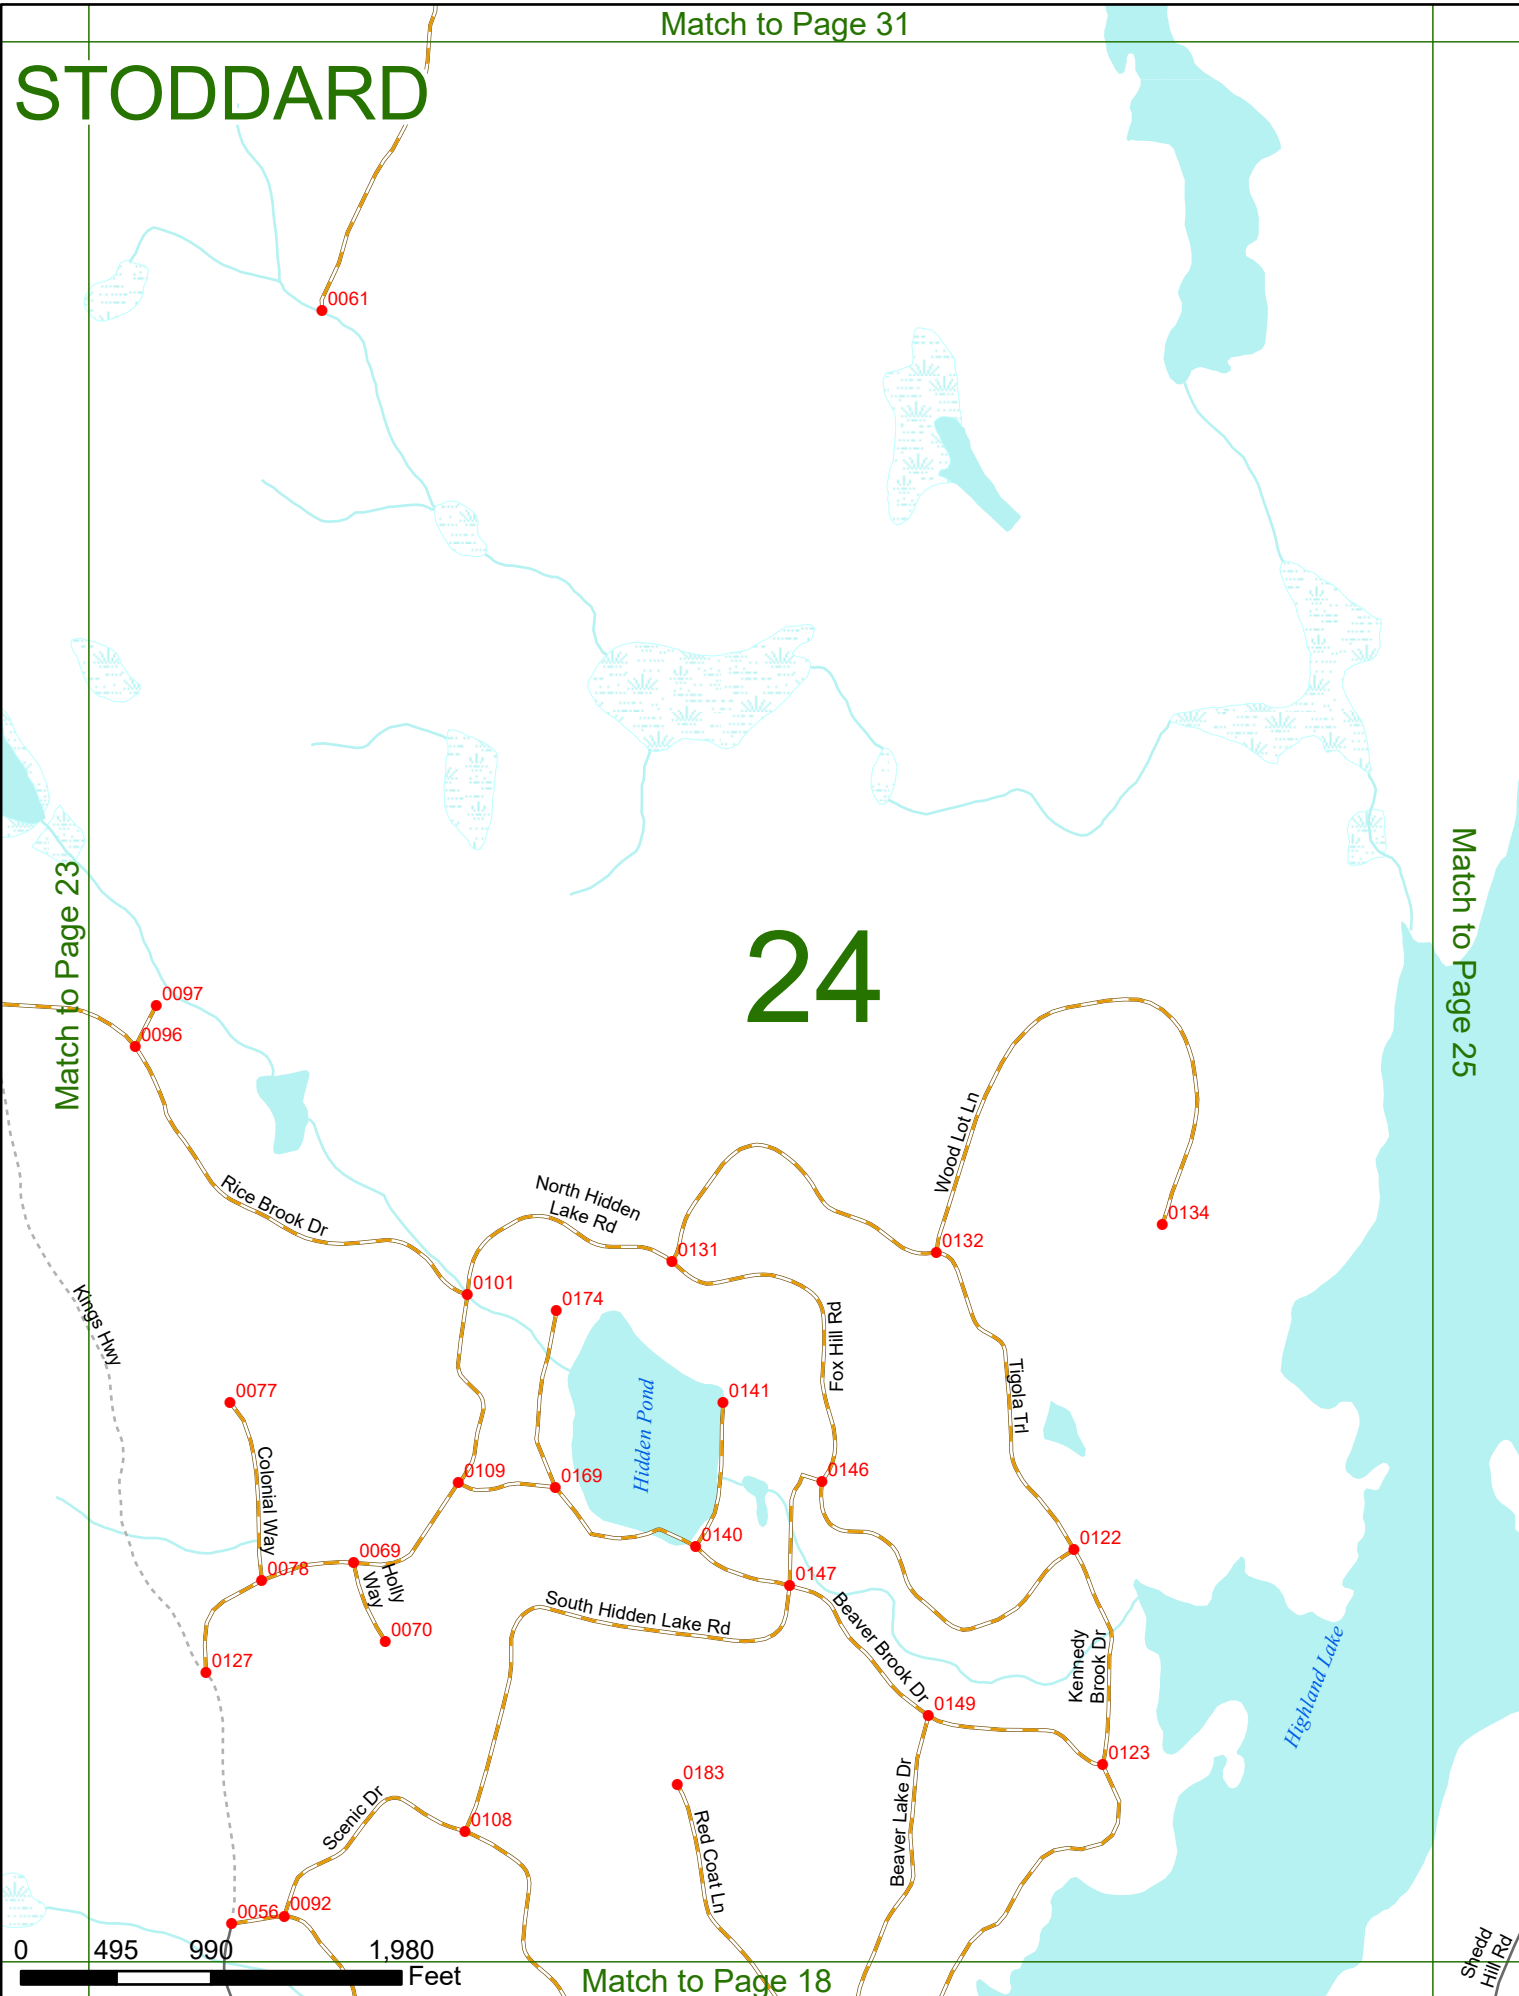 Match to Page 31
STODDARD
0061
Match to Page 23
Match to Page 25
24
0097
0096
Wood Lot Ln
Rice Brook Dr
North Hidden
Lake Rd
0134
0131
0132
0101
0174
Kings Hwy
Fox Hill Rd
Tigola Trl
Hidden Pond
0077
0141
Colonial Way
0109
0169
0146
0140
0122
0069
0078
Holly
Way
0147
South Hidden Lake Rd
Beaver Brook Dr
0070
0127
Kennedy
Brook Dr
Highland Lake
0149
0123
0183
Scenic Dr
0108
Red Coat Ln
Beaver Lake Dr
0056
0092
Shedd
Hill Rd
0 495 990 1,980
Feet
Match to Page 18